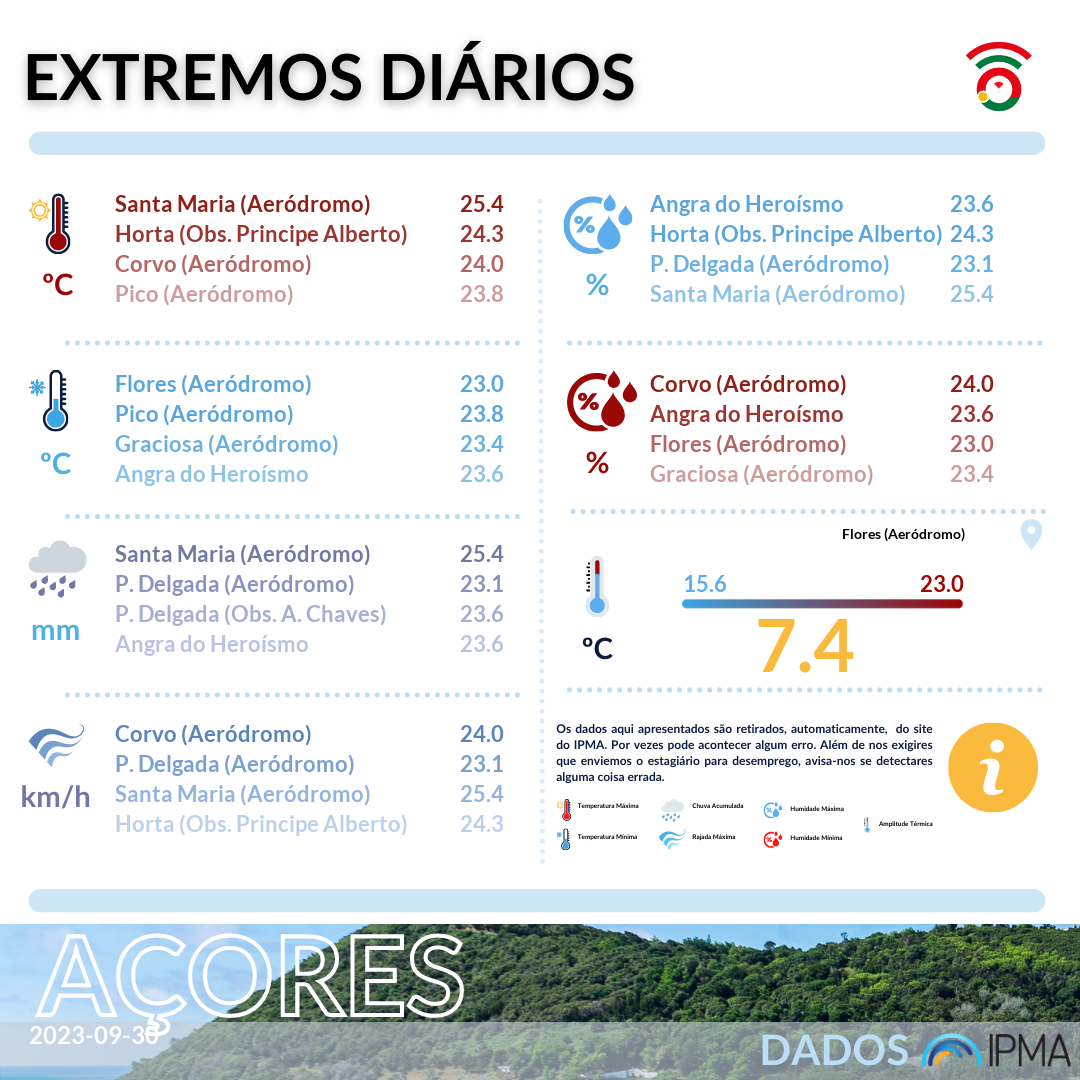 EXTREMOS DIÁRIOS
Santa Maria (Aeródromo) 25.4
Horta (Obs. Principe Alberto) 24.3
Corvo (Aeródromo) 24.0
Pico (Aeródromo) 23.8
ºC
Flores (Aeródromo) 23.0
Pico (Aeródromo) 23.8
Graciosa (Aeródromo) 23.4
Angra do Heroísmo 23.6
ºC
Santa Maria (Aeródromo) 25.4
P. Delgada (Aeródromo) 23.1
P. Delgada (Obs. A. Chaves) 23.6
Angra do Heroísmo 23.6
mm
Corvo (Aeródromo) 24.0
P. Delgada (Aeródromo) 23.1
Santa Maria (Aeródromo) 25.4
Horta (Obs. Principe Alberto) 24.3
km/h
%
Angra do Heroísmo 23.6
Horta (Obs. Principe Alberto) 24.3
P. Delgada (Aeródromo) 23.1
Santa Maria (Aeródromo) 25.4
%
%
Corvo (Aeródromo) 24.0
Angra do Heroísmo 23.6
Flores (Aeródromo) 23.0
Graciosa (Aeródromo) 23.4
%
Flores (Aeródromo)
15.6 23.0
ºC
7.4
Os dados aqui apresentados são retirados, automaticamente, do site
do IPMA. Por vezes pode acontecer algum erro. Além de nos exigires
que enviemos o estagiário para desemprego, avisa-nos se detectares
alguma coisa errada.
i
Temperatura Máxima Chuva Acumulada Humidade Máxima
Amplitude Térmica
Temperatura Mínima Rajada Máxima Humidade Mínima
AÇORES
2023-09-30
DADOS IPMA